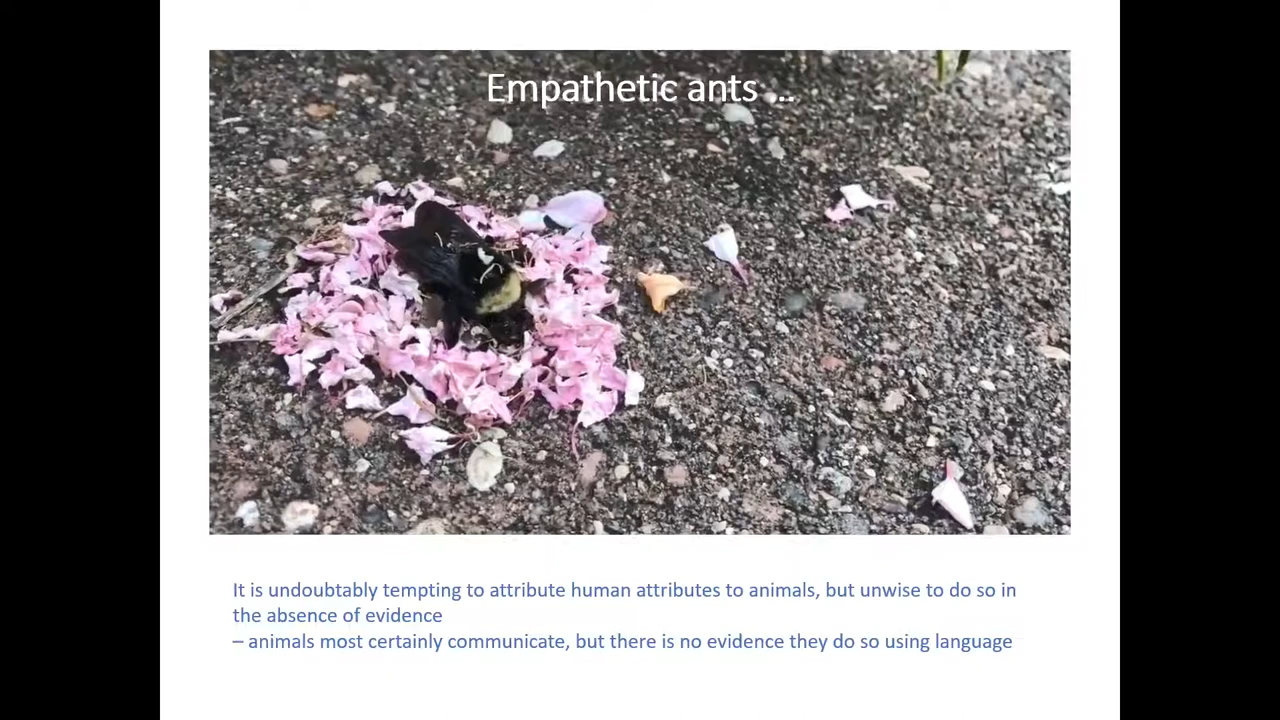 Empathetic ants …
It is undoubtably tempting to attribute human attributes to animals, but unwise to do so in
the absence of evidence
– animals most certainly communicate, but there is no evidence they do so using language